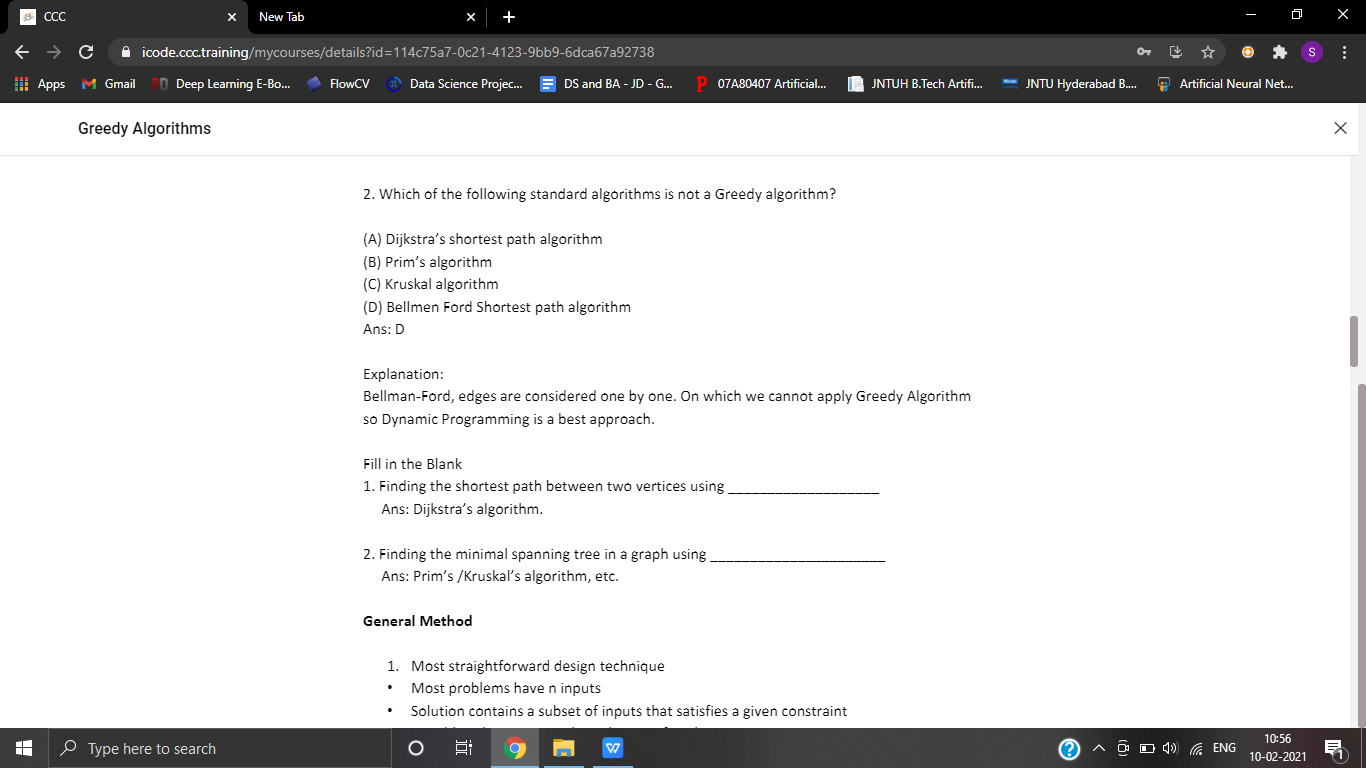 CCC
New Tab
icode.ccc.training/mycourses/details?id=114c75a7-0c21-4123-9bb9-6dca67a92738
S
Apps
Gmail
Deep Learning E-Bo...
FlowCV
Data Science Projec...
DS and BA - JD - G...
07A80407 Artificial...
JNTUH B.Tech Artifi...
JNTU Hyderabad B....
Artificial Neural Net...
Greedy Algorithms
2. Which of the following standard algorithms is not a Greedy algorithm?
(A) Dijkstra’s shortest path algorithm
(B) Prim’s algorithm
(C) Kruskal algorithm
(D) Bellmen Ford Shortest path algorithm
Ans: D
Explanation:
Bellman-Ford, edges are considered one by one. On which we cannot apply Greedy Algorithm
so Dynamic Programming is a best approach.
Fill in the Blank
1. Finding the shortest path between two vertices using ___________________
Ans: Dijkstra’s algorithm.
2. Finding the minimal spanning tree in a graph using ______________________
Ans: Prim’s /Kruskal’s algorithm, etc.
General Method
1. Most straightforward design technique
• Most problems have n inputs
• Solution contains a subset of inputs that satisfies a given constraint
Type here to search
ENG
10:56
10-02-2021
1